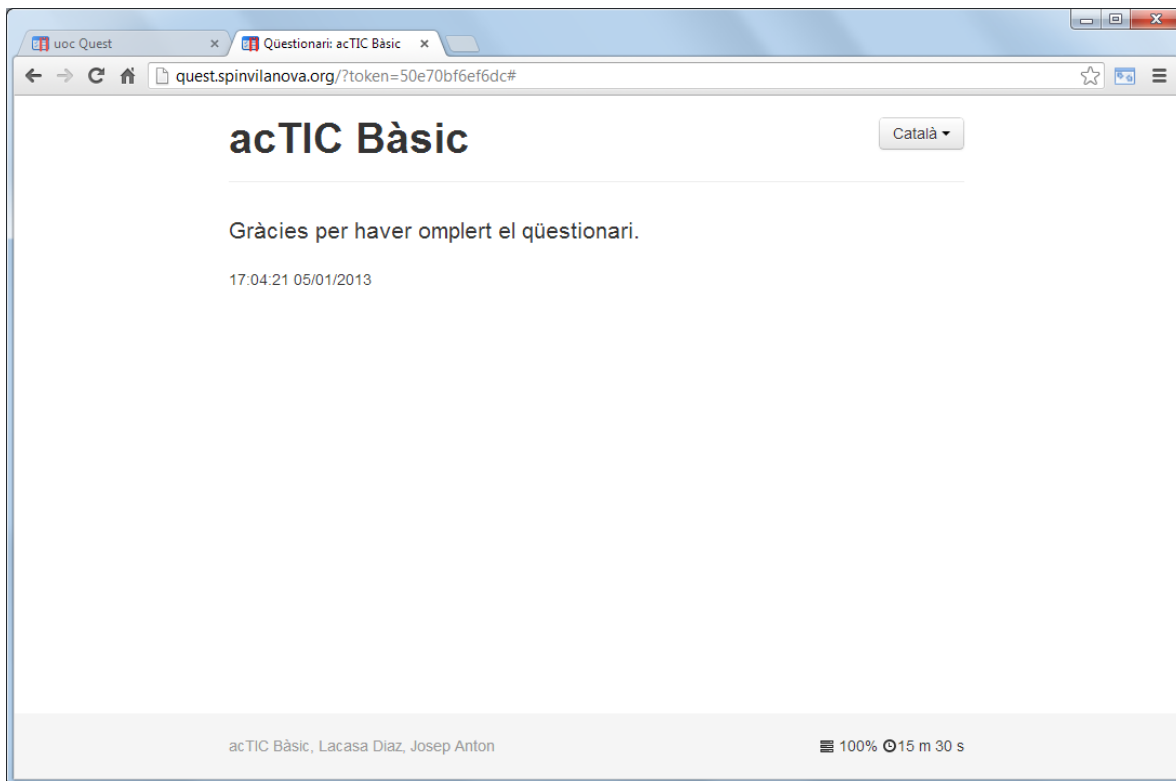 uoc Quest
Qüestionari: acTIC Bàsic
quest.spinvilanova.org/?token=50e70bf6ef6dc#
acTIC Bàsic
Català
Gràcies per haver omplert el qüestionari.
17:04:21 05/01/2013
acTIC Bàsic, Lacasa Diaz, Josep Anton
100% 15 m 30 s